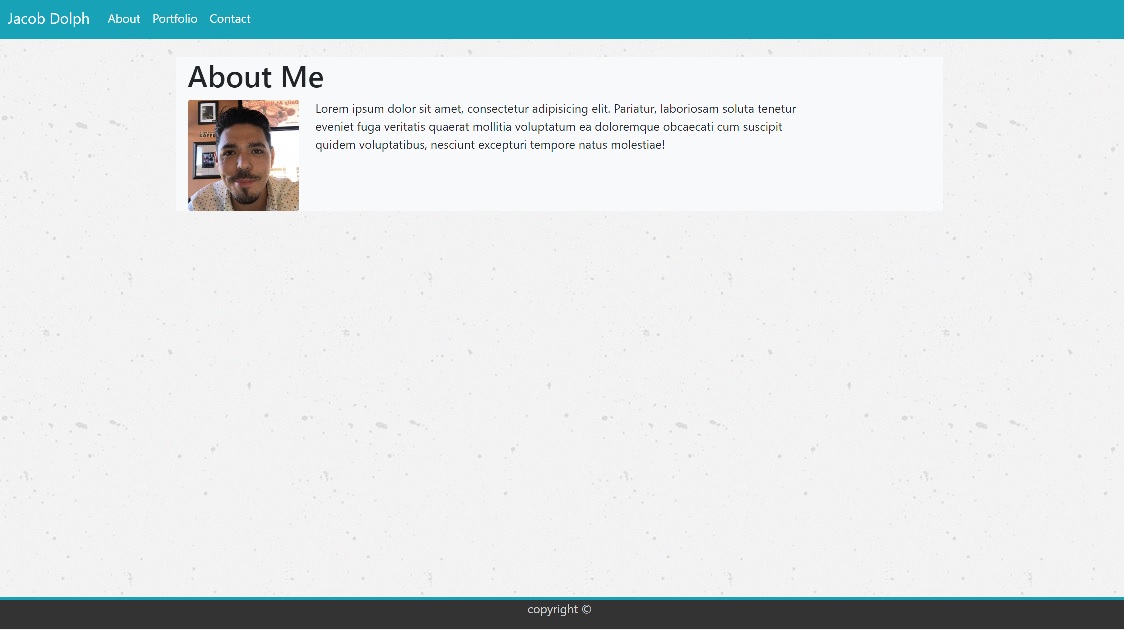 Jacob Dolph About Portfolio Contact
About Me
Lorem ipsum dolor sit amet, consectetur adipisicing elit. Pariatur, laboriosam soluta tenetur
eveniet fuga veritatis quaerat mollitia voluptatum ea doloremque obcaecati cum suscipit
quidem voluptatibus, nesciunt excepturi tempore natus molestiae!
copyright ©